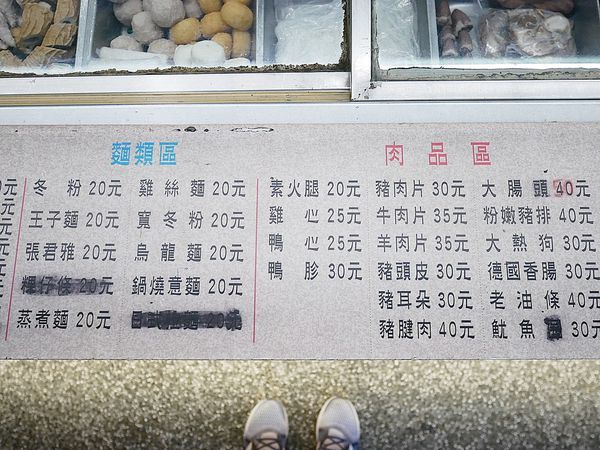 麵類區
冬粉 20元
王子麵 20元
張君雅 20元
粿仔條 20元
蒸煮麵 20元
雞絲麵 20元
寬冬粉 20元
烏龍麵 20元
鍋燒意麵 20元
20元
肉品區
素火腿 20元
雞心 25元
鴨心 25元
鴨胗 30元
豬肉片 30元
牛肉片 35元
羊肉片 35元
豬頭皮 30元
豬耳朵 30元
豬腱肉 40元
大腸頭 40元
粉嫩豬排 40元
大熱狗 30元
德國香腸 30元
老油條 40元
魷魚 30元